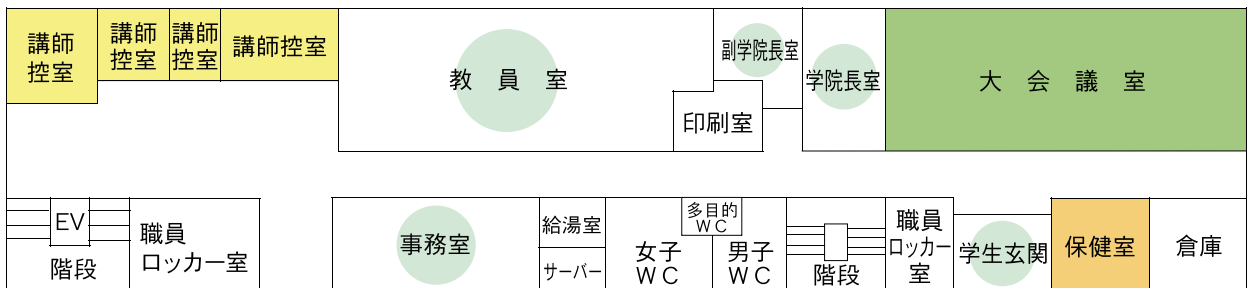 講師
控室
講師
控室
講師
控室
講師控室
教員室
副学院長室
学院長室
大会議室
印刷室
EV
階段
職員
ロッカー室
事務室
給湯室
サーバー
女子
WC
多目的
WC
男子
WC
階段
職員
ロッカー
室
学生玄関
保健室
倉庫